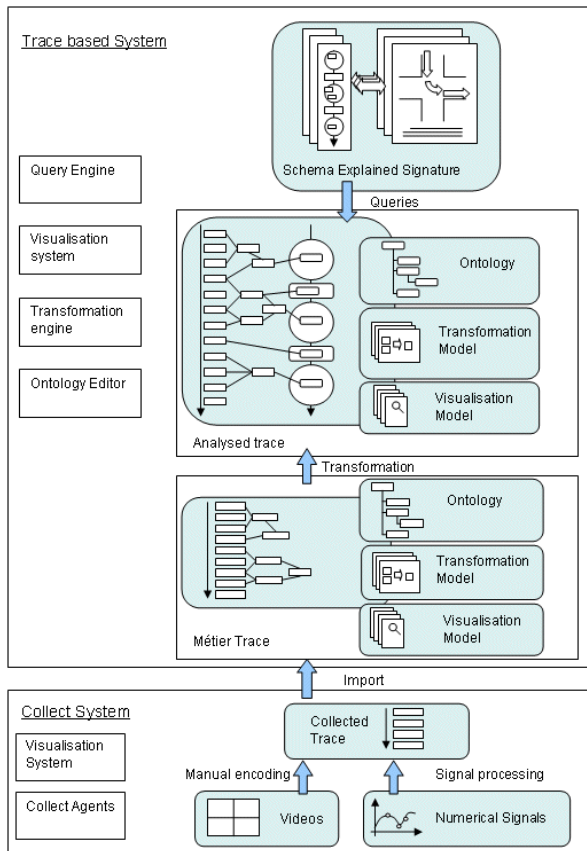 Trace based System
Schema Explained Signature
Query Engine
Queries
Visualisation
system
Ontology
Transformation
engine
Transformation
Model
Ontology Editor
Visualisation
Model
Analysed trace
Transformation
Ontology
Transformation
Model
Visualisation
Model
Métier Trace
Import
Collect System
Collected
Trace
Visualisation
System
Manual encoding
Signal processing
Collect Agents
Videos
Numerical Signals